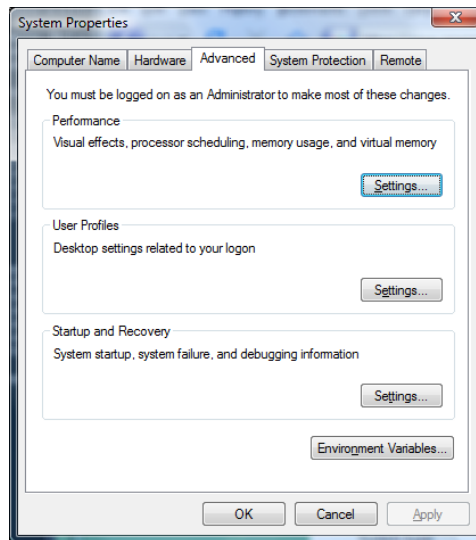 System Properties
Computer Name Hardware Advanced System Protection Remote
You must be logged on as an Administrator to make most of these changes.
Performance
Visual effects, processor scheduling, memory usage, and virtual memory
Settings...
User Profiles
Desktop settings related to your logon
Settings...
Startup and Recovery
System startup, system failure, and debugging information
Settings...
Environment Variables...
OK Cancel Apply